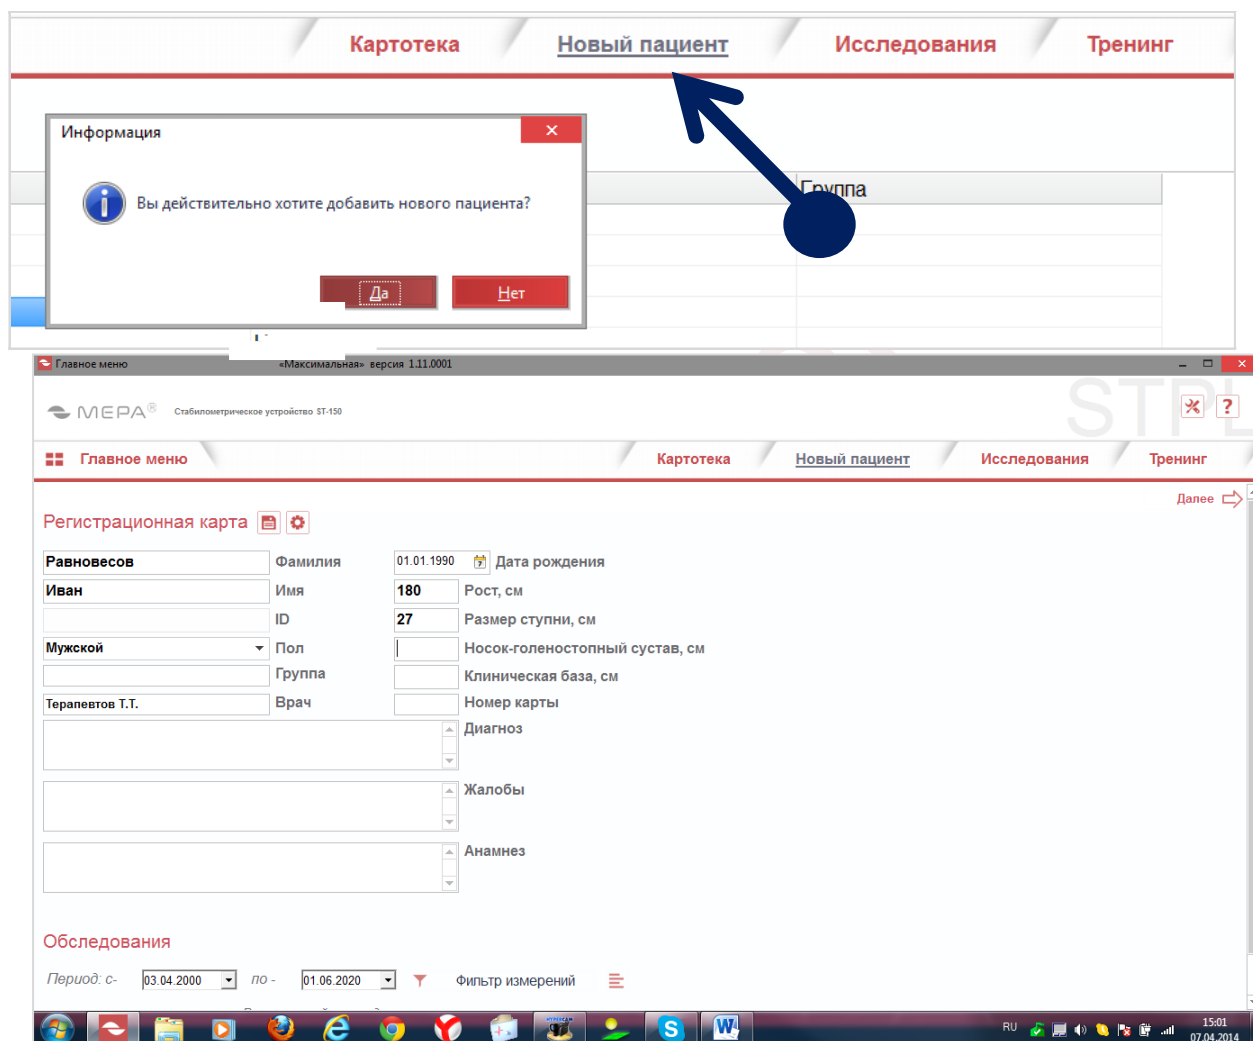 Картотека Новый пациент Исследования Тренинг
Информация
Группа
Вы действительно хотите добавить нового пациента?
Да Нет
Главное меню «Максимальная» версия 1.11.0001
STPL
МЕРА® Стабилометрическое устройство ST-150
?
Главное меню Картотека Новый пациент Исследования Тренинг
Далее
Регистрационная карта
Равновесов Фамилия 01.01.1990 7 Дата рождения
Иван Имя 180 Рост, см
ID 27 Размер ступни, см
Мужской Пол Носок-голеностопный сустав, см
Группа Клиническая база, см
Терапевтов Т.Т. Врач Номер карты
Диагноз
Жалобы
Анамнез
Обследования
Период: с- 03.04.2000 по - 01.06.2020 Фильтр измерений
RU 15:01
07.04.2014